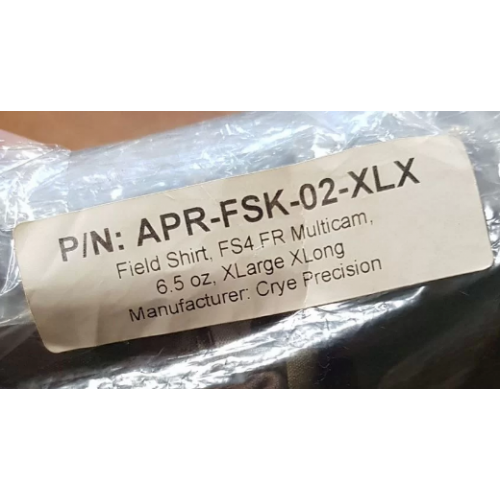 P/N: APR-FSK-02-XLX
Field Shirt, FS4 FR Multicam,
6.5 oz, XLarge XLong
Manufacturer: Crye Precision